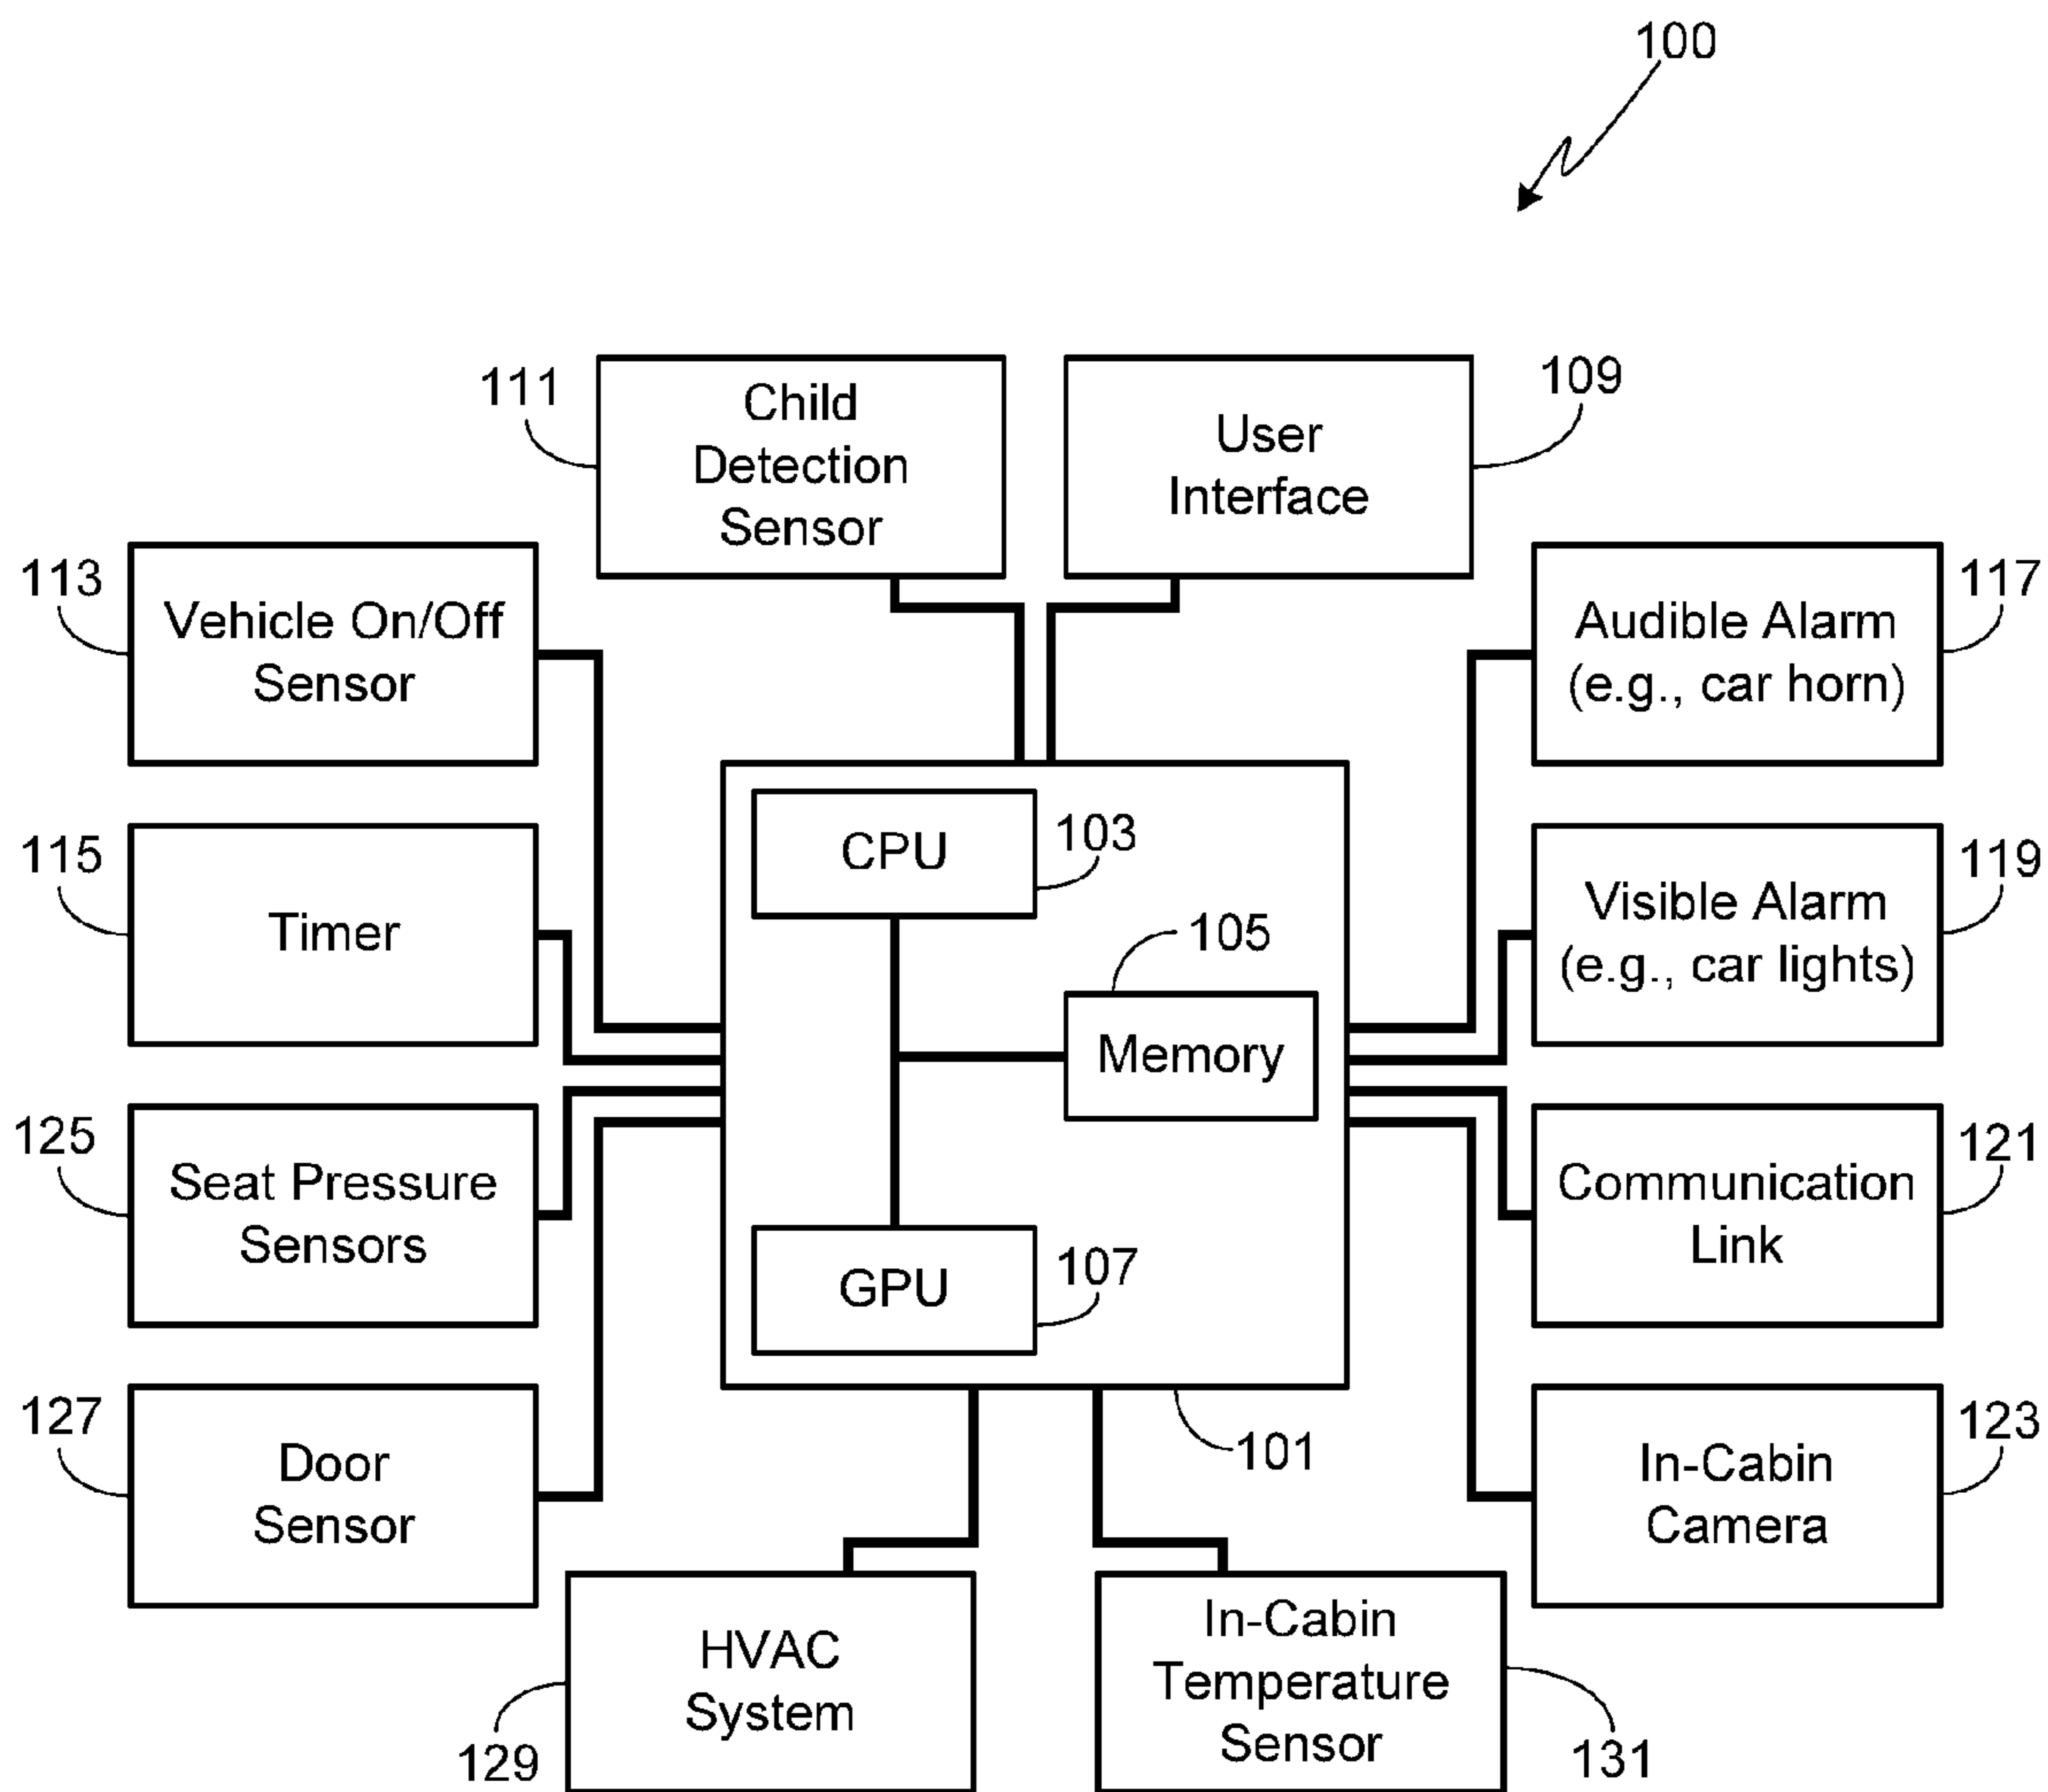 100
111
Child
Detection
Sensor
User
Interface
109
113
Vehicle On/Off
Sensor
Audible Alarm
(e.g., car horn)
117
115
Timer
CPU
103
105
Memory
Visible Alarm
(e.g., car lights)
119
125
Seat Pressure
Sensors
GPU
107
Communication
Link
121
127
Door
Sensor
101
In-Cabin
Camera
123
HVAC
System
129
In-Cabin
Temperature
Sensor
131